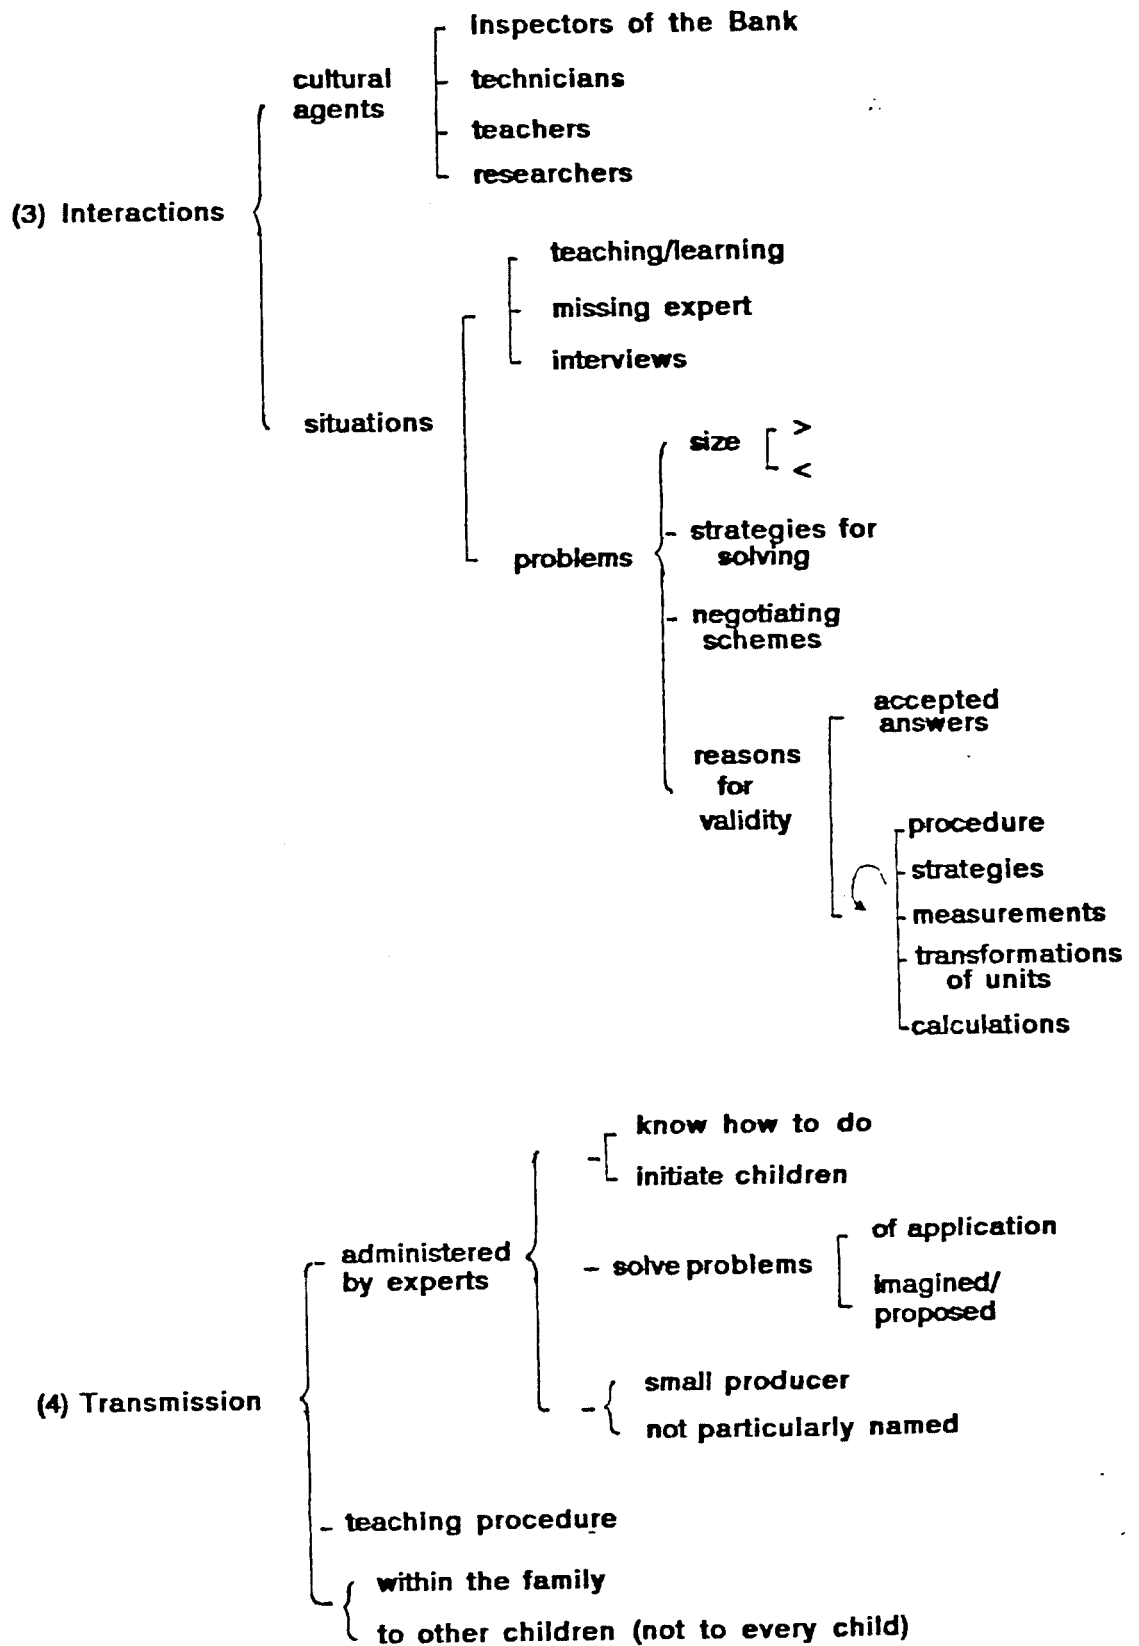 inspectors of the Bank
cultural
agents
technicians
teachers
researchers
(3) Interactions
teaching/learning
missing expert
interviews
situations
size
>
<
strategies for
solving
problems
negotiating
schemes
accepted
answers
reasons
for
validity
procedure
strategies
measurements
transformations
of units
calculations
know how to do
initiate children
administered
by experts
solve problems
of application
imagined/
proposed
(4) Transmission
small producer
not particularly named
teaching procedure
within the family
to other children (not to every child)